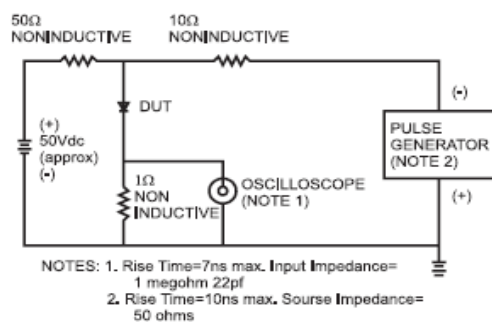 50Ω
NONINDUCTIVE
10Ω
NONINDUCTIVE
DUT
(+)
50Vdc
(approx)
(-)
(-)
PULSE
GENERATOR
(NOTE 2)
(+)
1Ω
NON
INDUCTIVE
OSCILLOSCOPE
(NOTE 1)
NOTES: 1. Rise Time=7ns max. Input Impedance=
1 megohm 22pf
2. Rise Time=10ns max. Sourse Impedance=
50 ohms